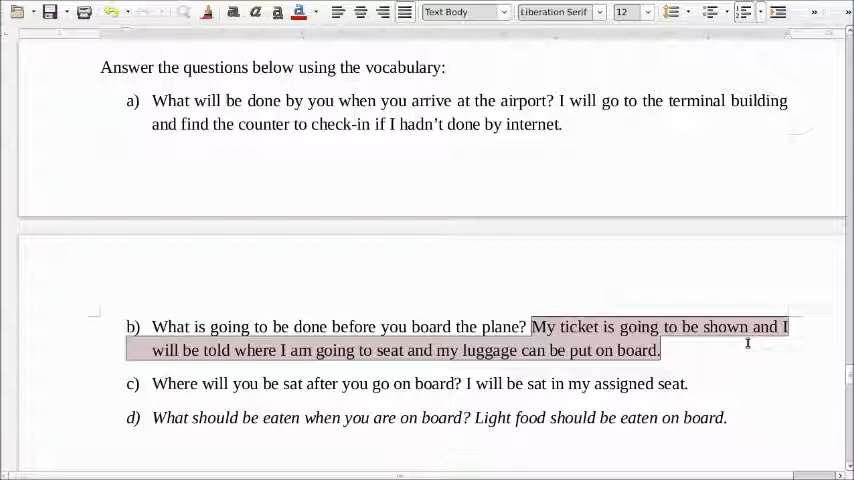 Text Body
Liberation Serif
12
Answer the questions below using the vocabulary:
a) What will be done by you when you arrive at the airport? I will go to the terminal building
and find the counter to check-in if I hadn’t done by internet.
b) What is going to be done before you board the plane? My ticket is going to be shown and I
will be told where I am going to seat and my luggage can be put on board.
c) Where will you be sat after you go on board? I will be sat in my assigned seat.
d) What should be eaten when you are on board? Light food should be eaten on board.